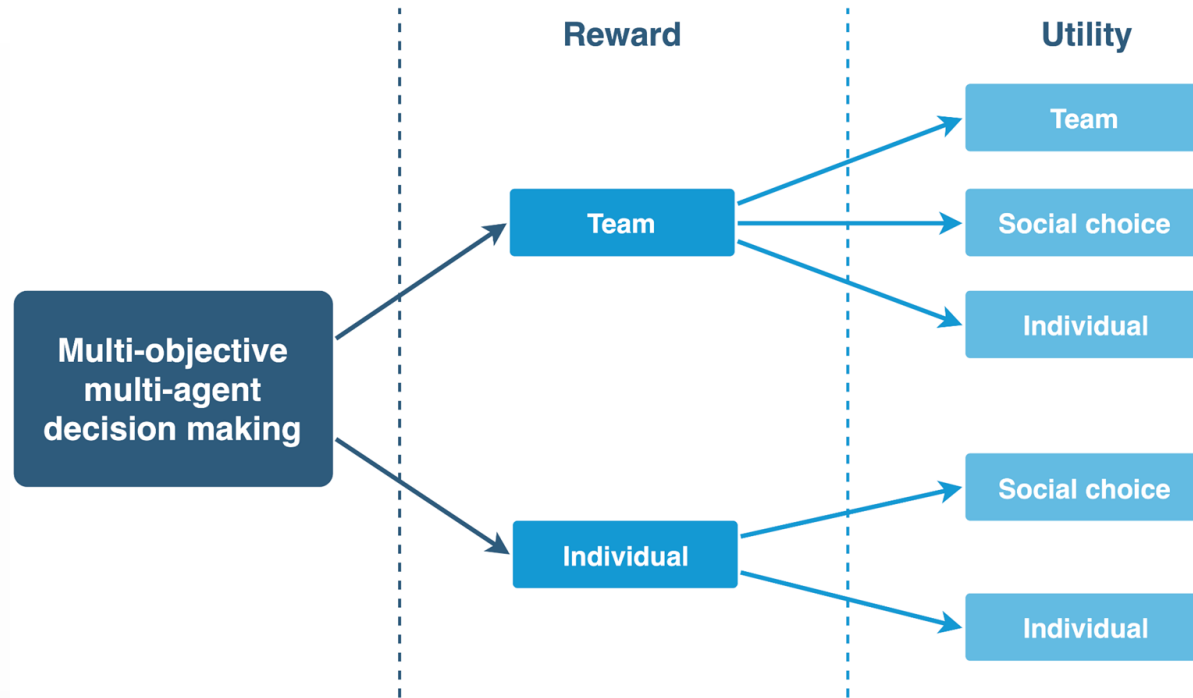 Reward
Utility
Team
Team
Social choice
Individual
Multi-objective
multi-agent
decision making
Individual
Social choice
Individual